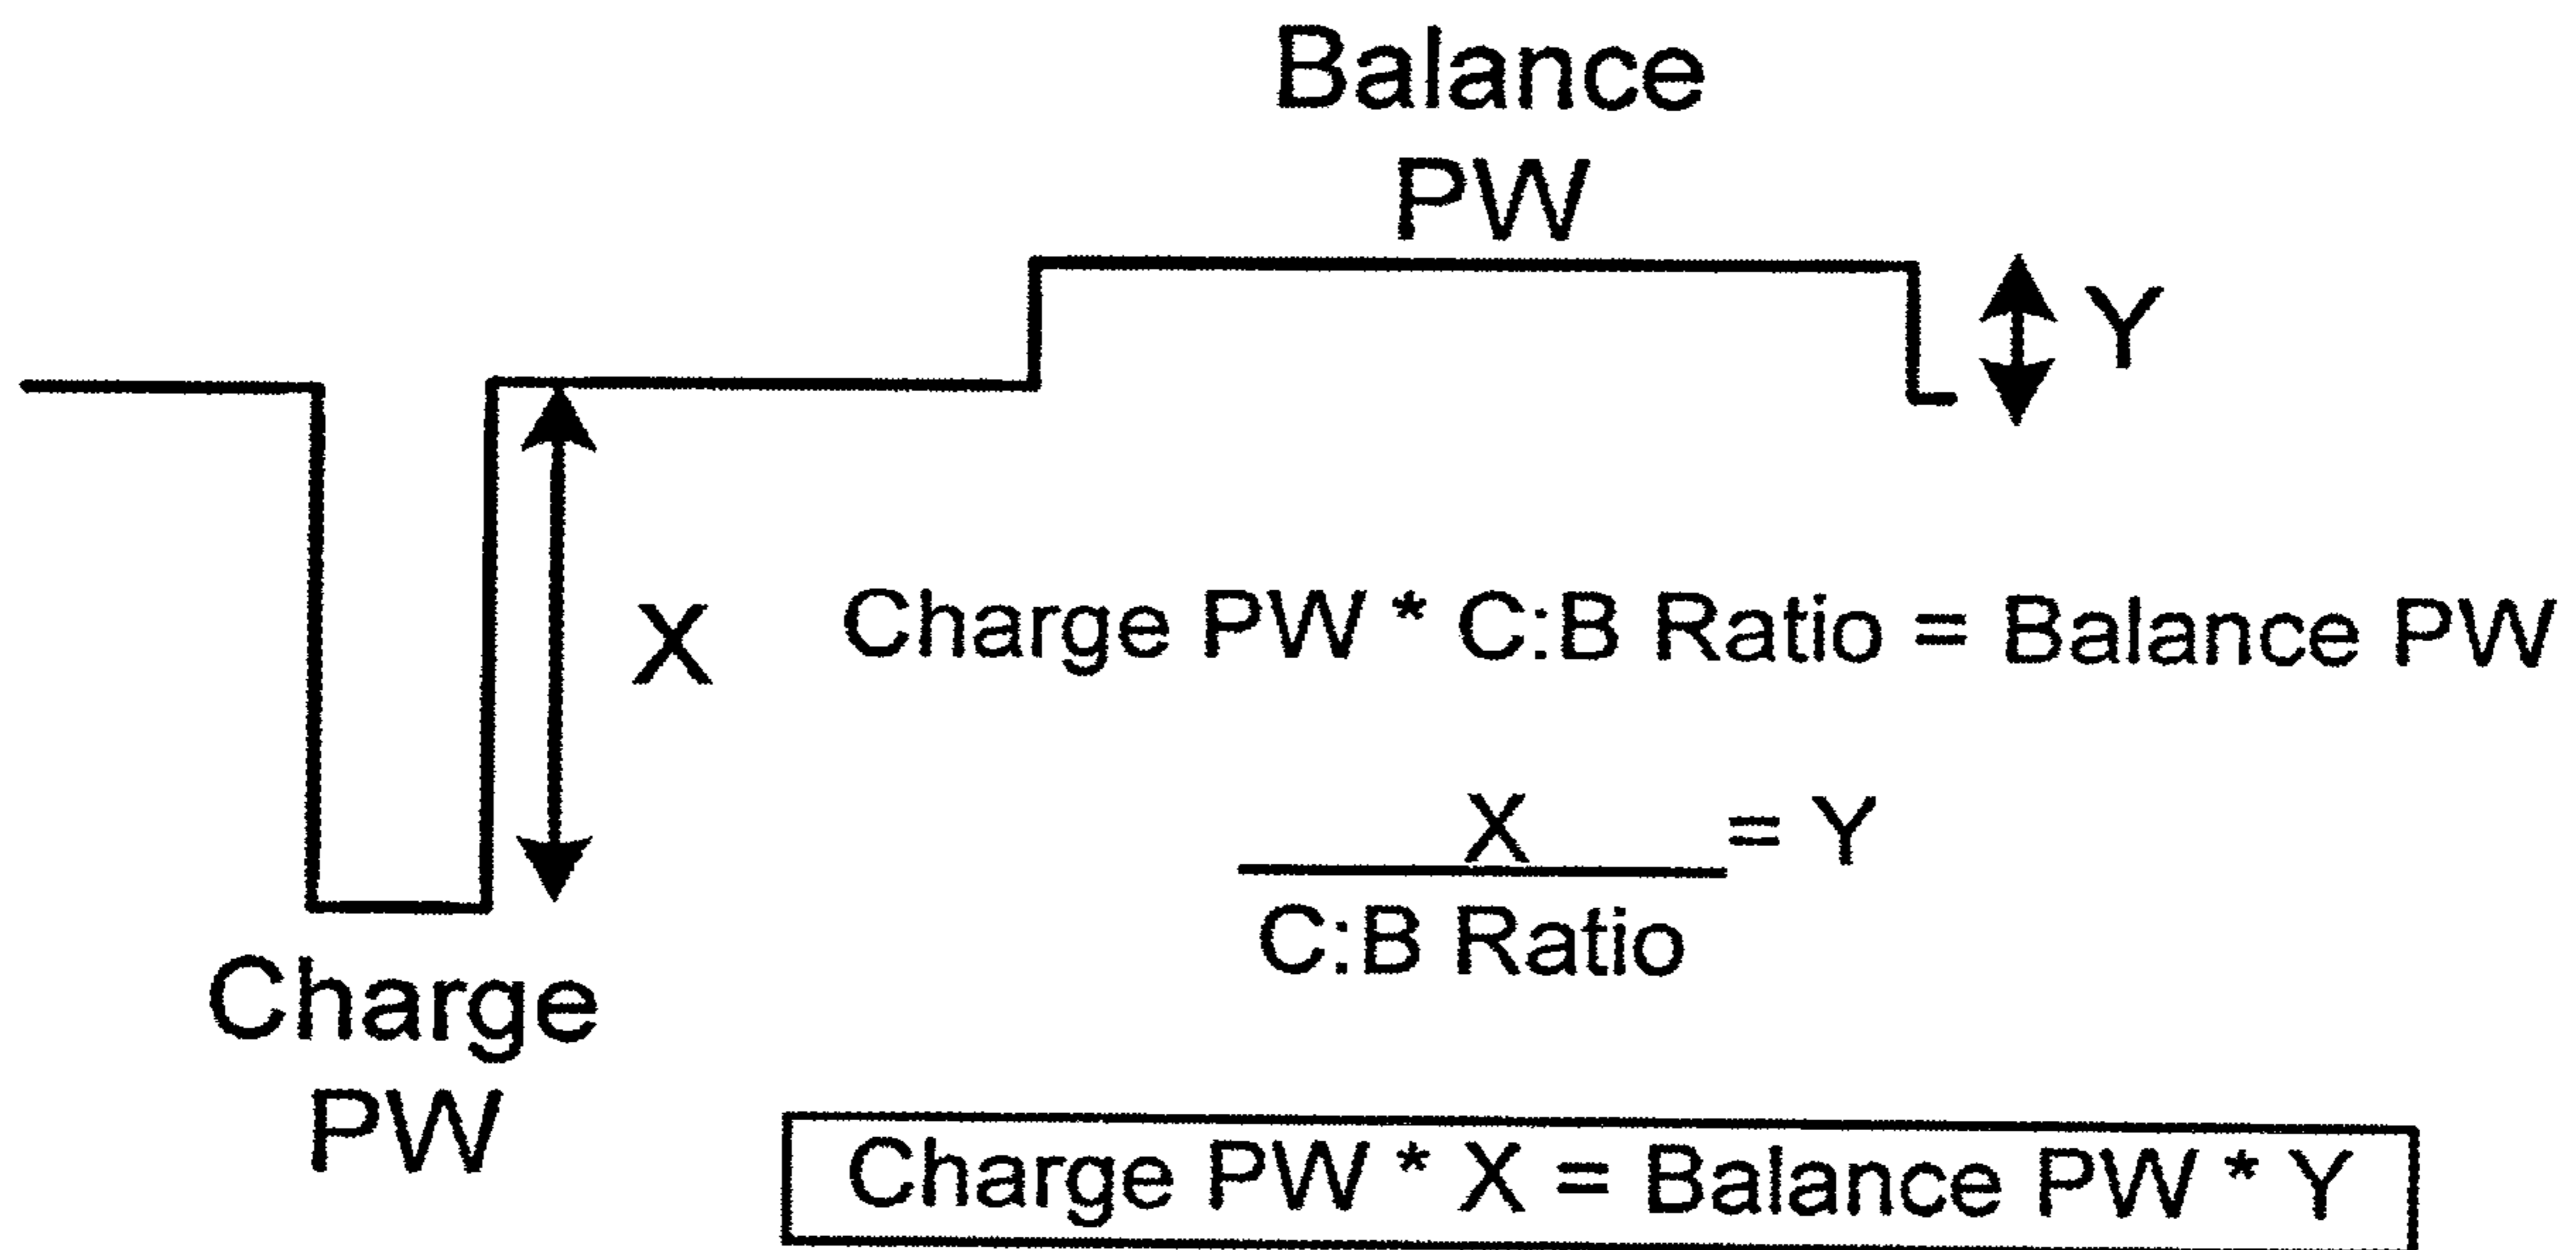 Balance
PW
Y
X
Charge PW * C:B Ratio = Balance PW
X = Y
C:B Ratio
Charge
PW
Charge PW * X = Balance PW * Y